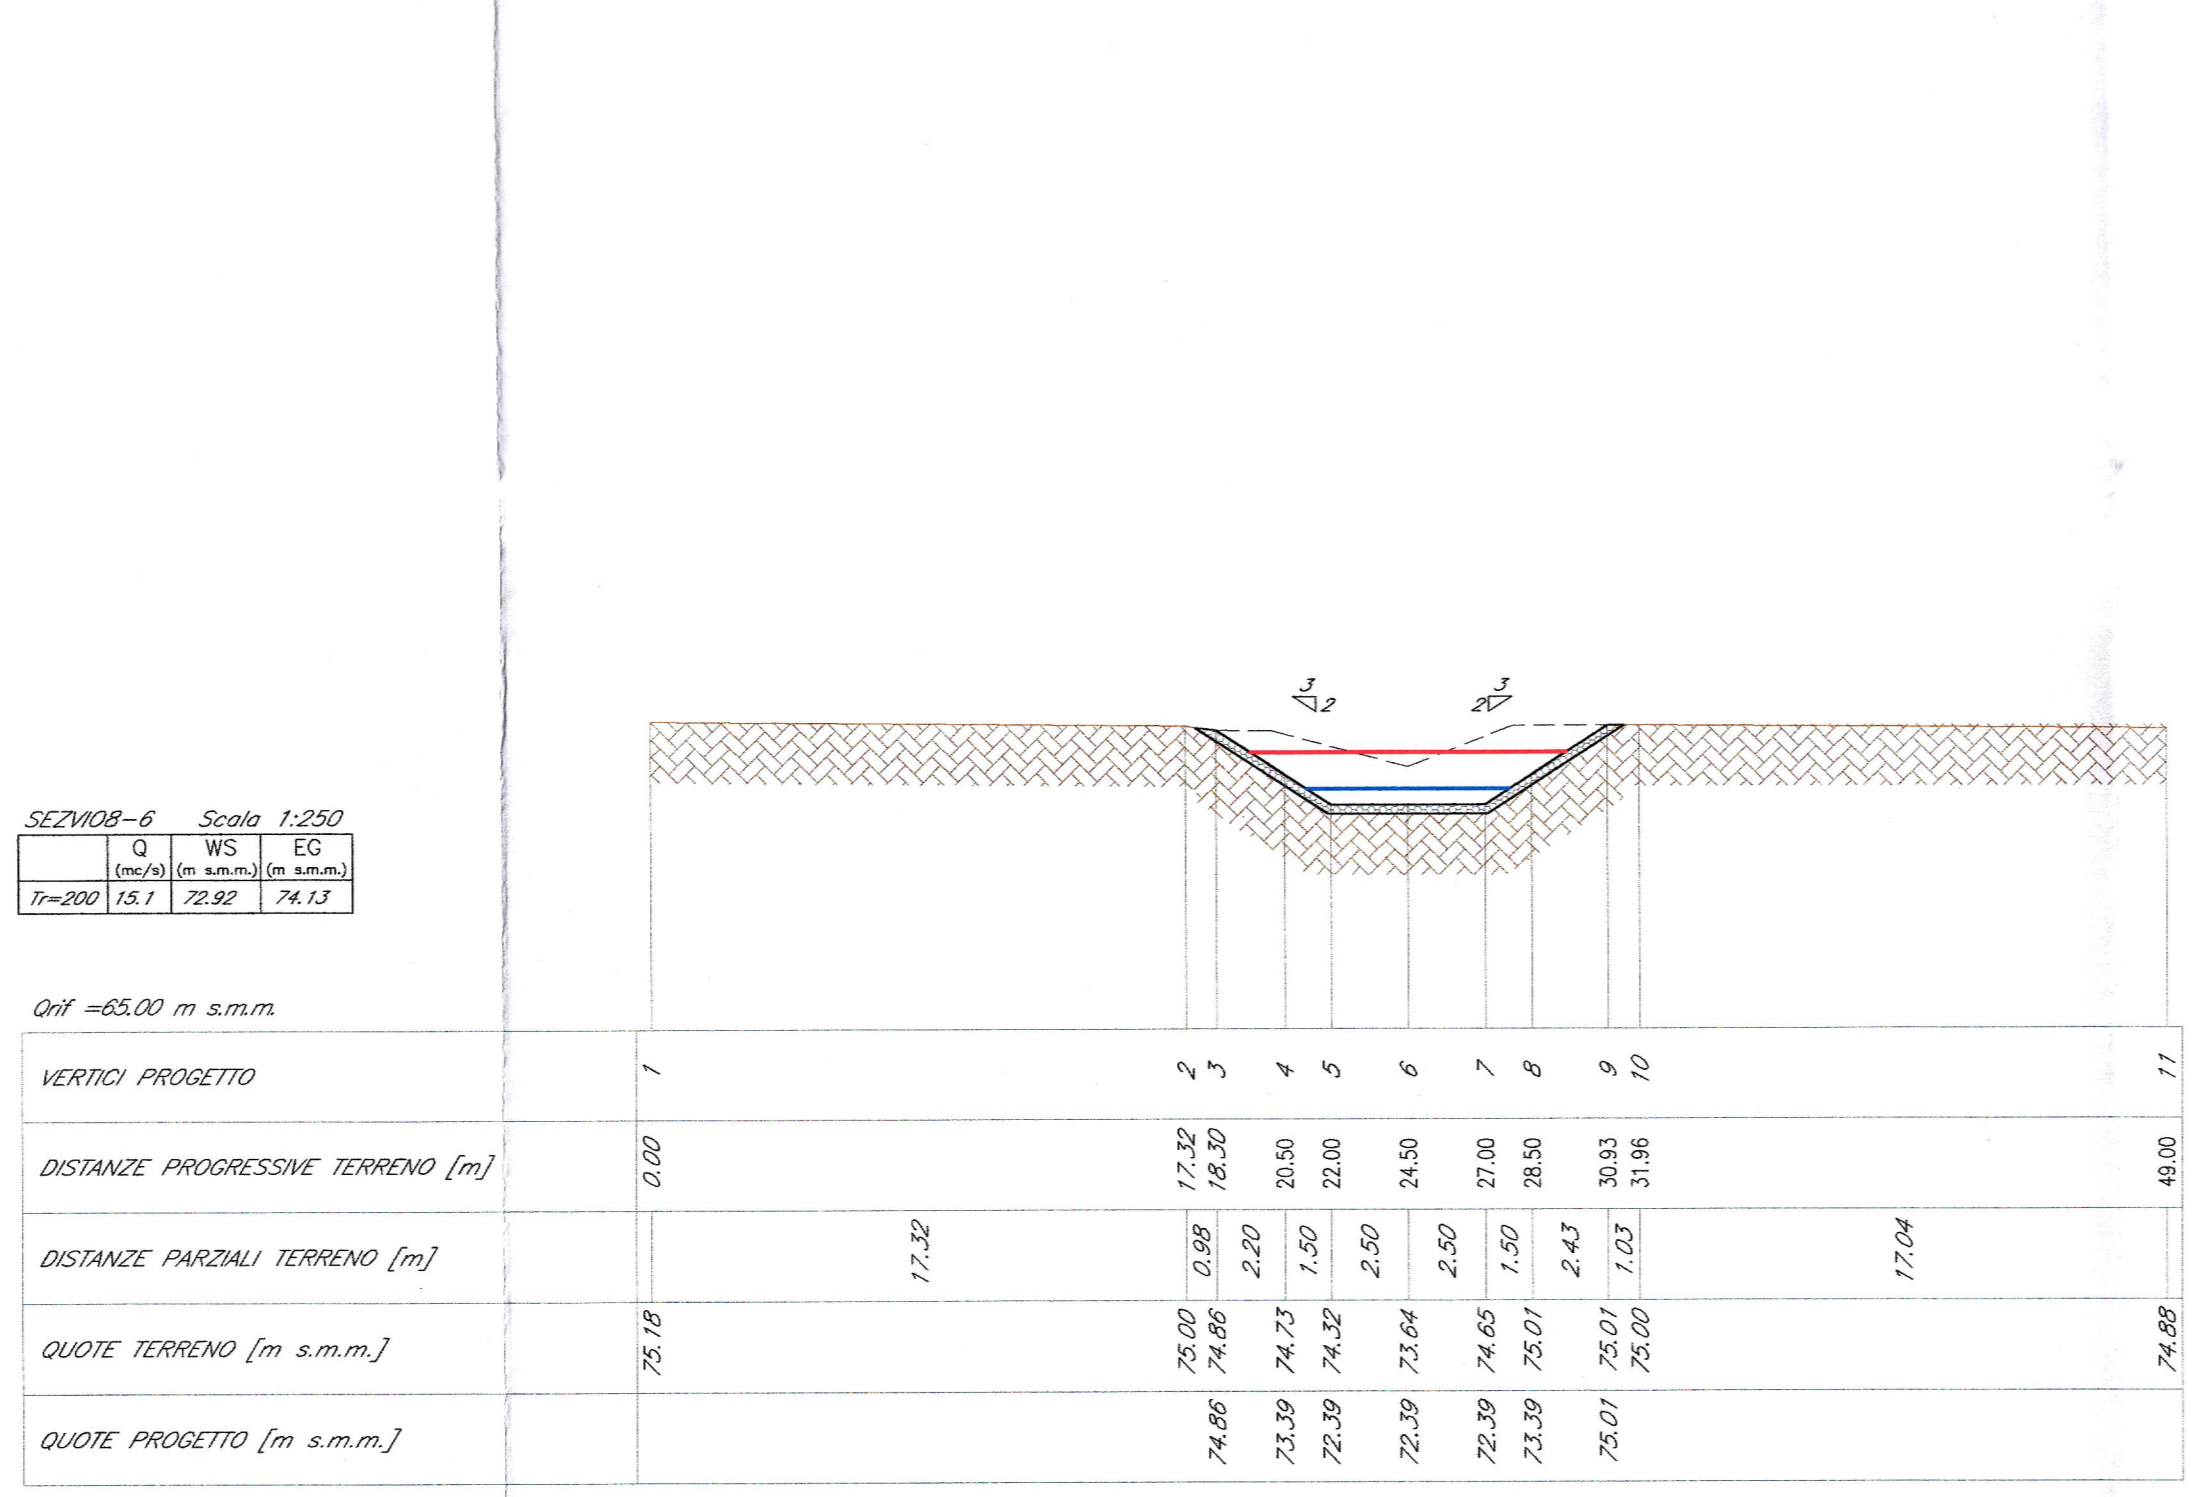 3 3
2 2
SEZVI08-6 Scala 1:250
Q WS EG
(mc/s) (m s.m.m.) (m s.m.m.)
Tr=200 15.1 72.92 74.13
Qrif =65.00 m s.m.m.
VERTICI PROGETTO 1 2 3 4 5 6 7 8 9 10 11
DISTANZE PROGRESSIVE TERRENO [m] 0.00 17.32 18.30 20.50 22.00 24.50 27.00 28.50 30.93 31.96 49.00
DISTANZE PARZIALI TERRENO [m] 17.32 0.98 2.20 1.50 2.50 2.50 1.50 2.43 1.03 17.04
QUOTE TERRENO [m s.m.m.] 75.18 75.00 74.86 74.73 74.32 73.64 74.65 75.01 75.01 75.00 74.88
QUOTE PROGETTO [m s.m.m.] 74.86 73.39 72.39 72.39 72.39 73.39 75.01